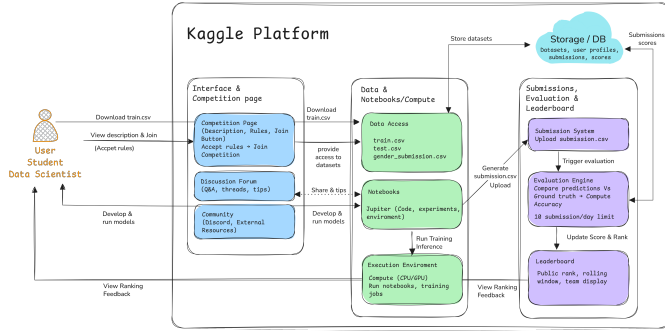 Kaggle Platform
Storage / DB
Datasets, user profiles,
submissions, scores
Store datasets
Submissions
scores
Interface &
Competition page
Competition Page
(Description, Rules, Join
Button)
Accept rules → Join
Competition
Discussion Forum
(Q&A, threads, tips)
Community
(Discord, External
Resources)
Data &
Notebooks/Compute
Data Access
train.csv
test.csv
gender_submission.csv
Notebooks
Jupiter (Code, experiments,
enviroment)
Run Training
Inference
Execution Enviroment
Compute (CPU/GPU)
Run notebooks, training
jobs
Submissions,
Evaluation &
Leaderboard
Submission System
Upload submission.csv
Trigger evaluation
Evaluation Engine
Compare predictions Vs
Ground truth → Compute
Accuracy
10 submission/day limit
Update Score & Rank
Leaderboard
Public rank, rolling
window, team display
User
Student
Data Scientist
Download train.csv
View description & Join
(Accpet rules)
Develop &
run models
View Ranking
Feedback
Download
train.csv
provide
access to
datasets
Share & tips
Develop &
run models
Generate
submissionn.csv
Upload
View Ranking
Feedback